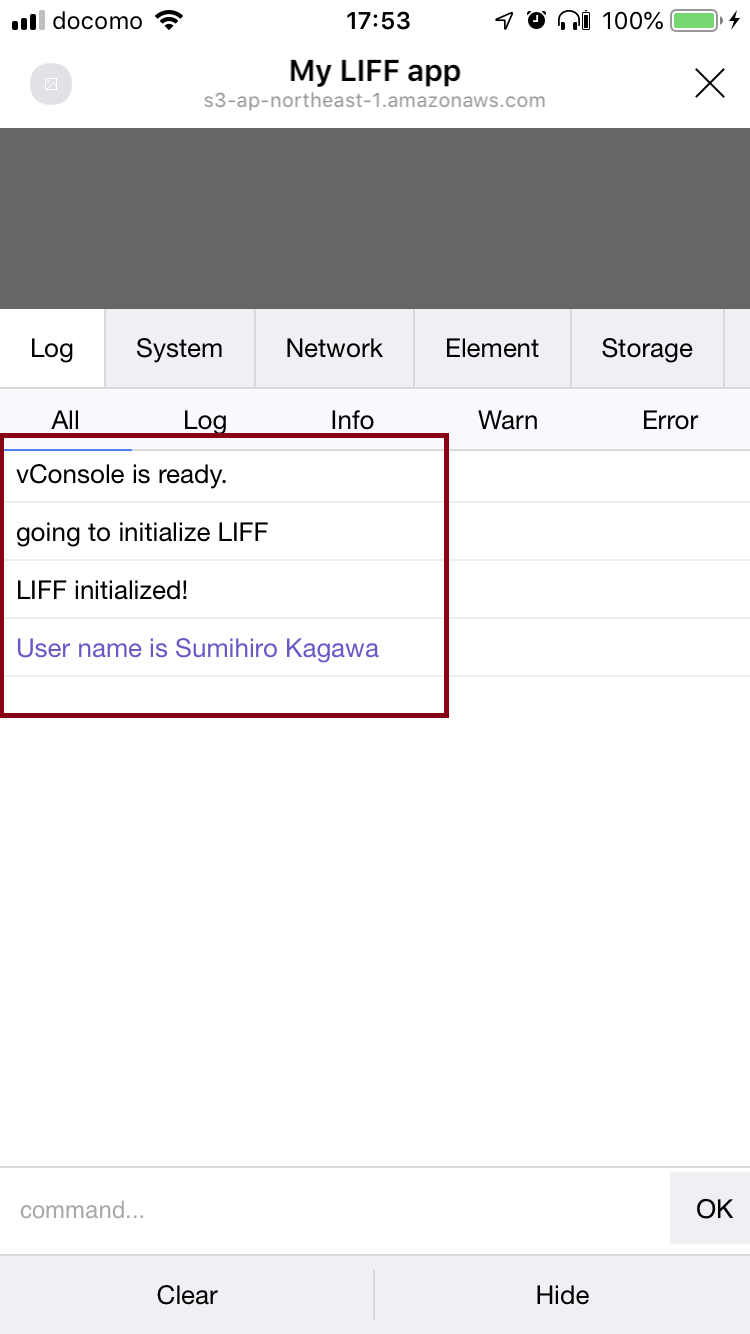 docomo 17:53 100%
My LIFF app
s3-ap-northeast-1.amazonaws.com
Log System Network Element Storage
All Log Info Warn Error
vConsole is ready.
going to initialize LIFF
LIFF initialized!
User name is Sumihiro Kagawa
command...
OK
Clear Hide